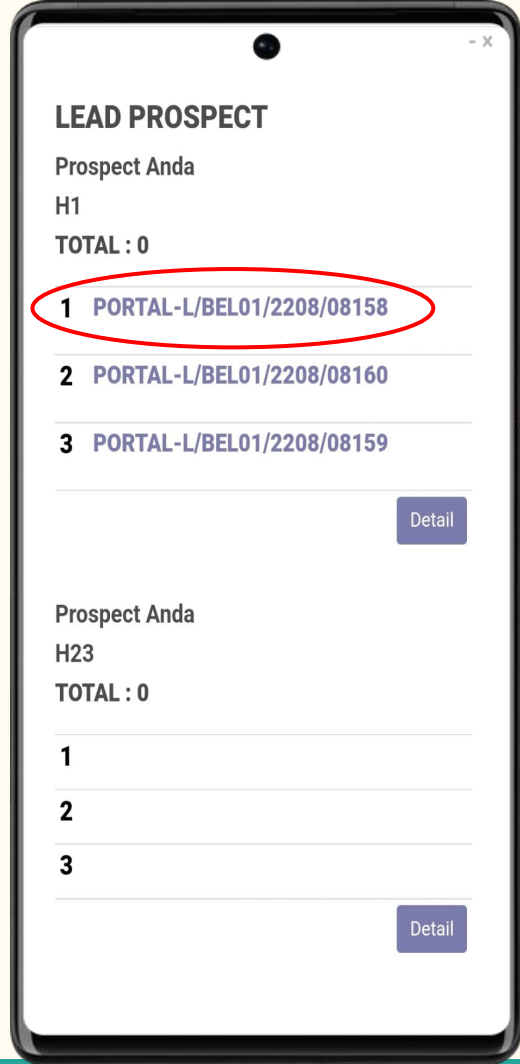 - x
LEAD PROSPECT
Prospect Anda
H1
TOTAL : 0
1 PORTAL-L/BEL01/2208/08158
2 PORTAL-L/BEL01/2208/08160
3 PORTAL-L/BEL01/2208/08159
Detail
Prospect Anda
H23
TOTAL : 0
1
2
3
Detail